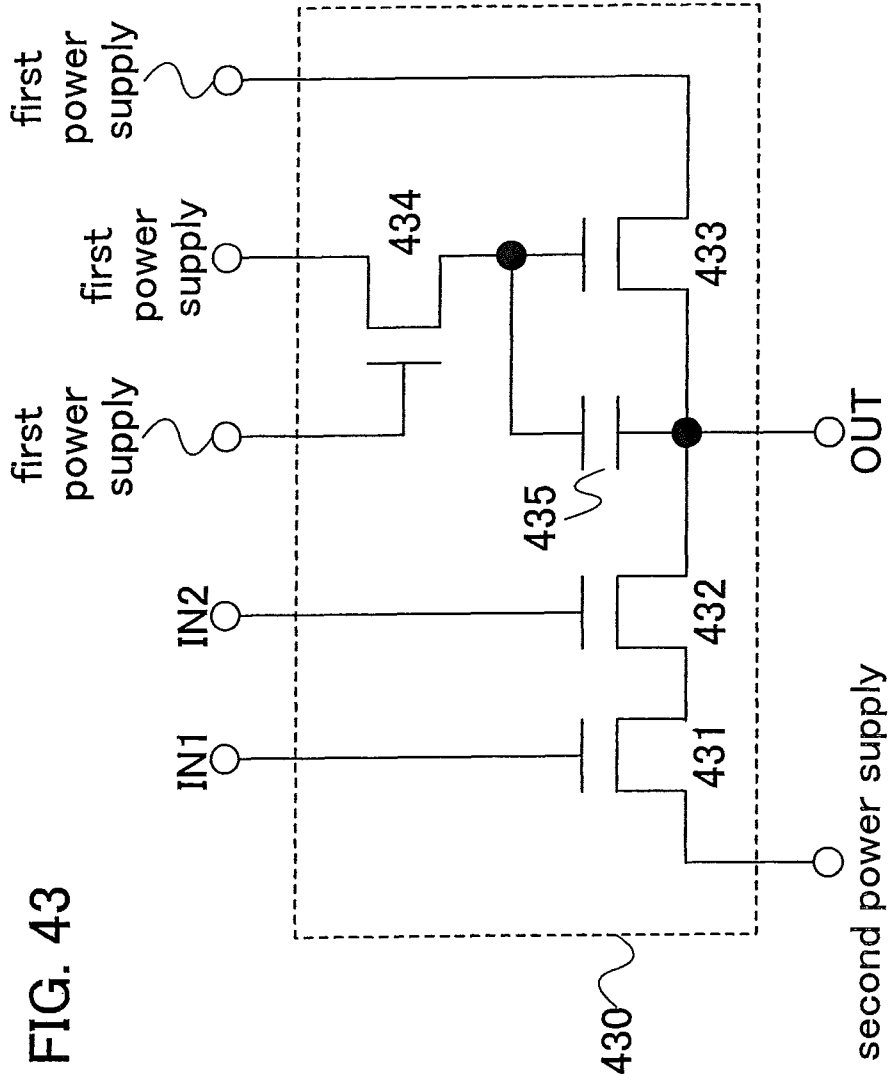 FIG. 43
430
second power supply
IN1
IN2
431
432
435
OUT
first
power
supply
first
power
supply
434
433
first
power
supply